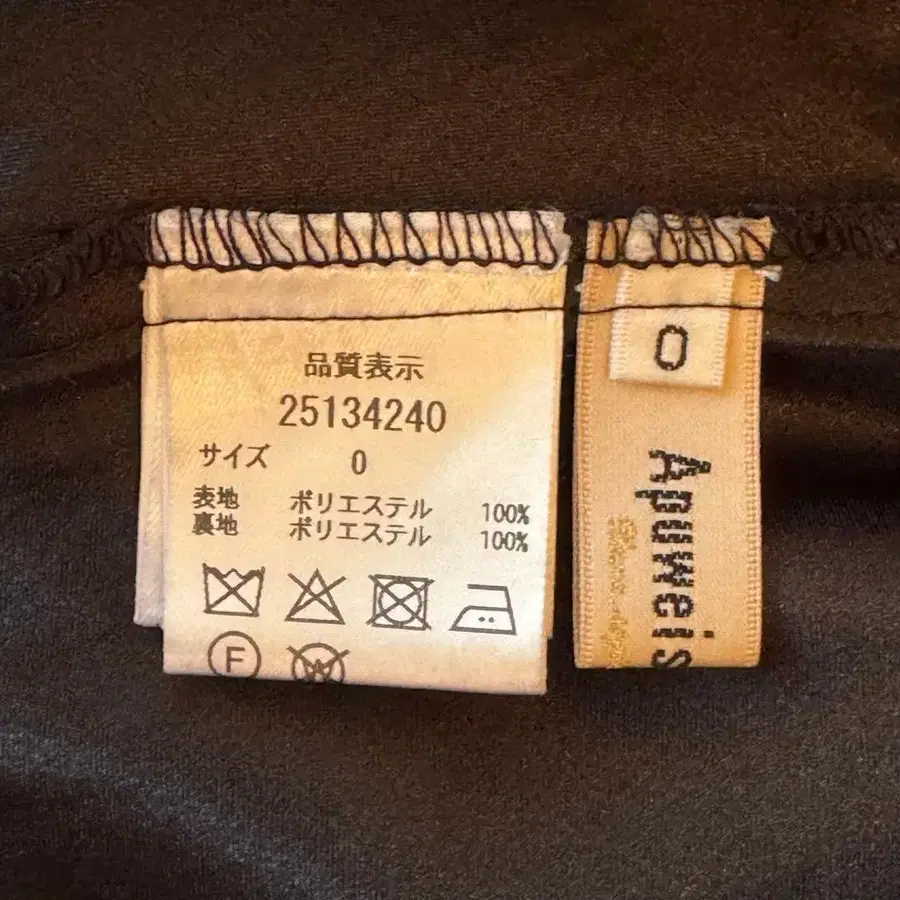 品質表示
25134240
サイズ 0
表地 ポリエステル 100%
裏地 ポリエステル 100%
F
W
0
Apuweis